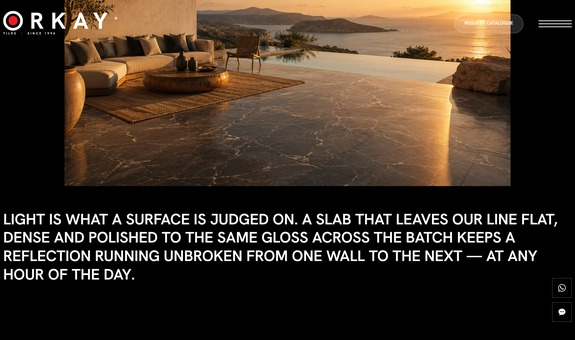 ORKAY
TILES · SINCE 1996
REQUEST CATALOGUE
LIGHT IS WHAT A SURFACE IS JUDGED ON. A SLAB THAT LEAVES OUR LINE FLAT,
DENSE AND POLISHED TO THE SAME GLOSS ACROSS THE BATCH KEEPS A
REFLECTION RUNNING UNBROKEN FROM ONE WALL TO THE NEXT — AT ANY
HOUR OF THE DAY.